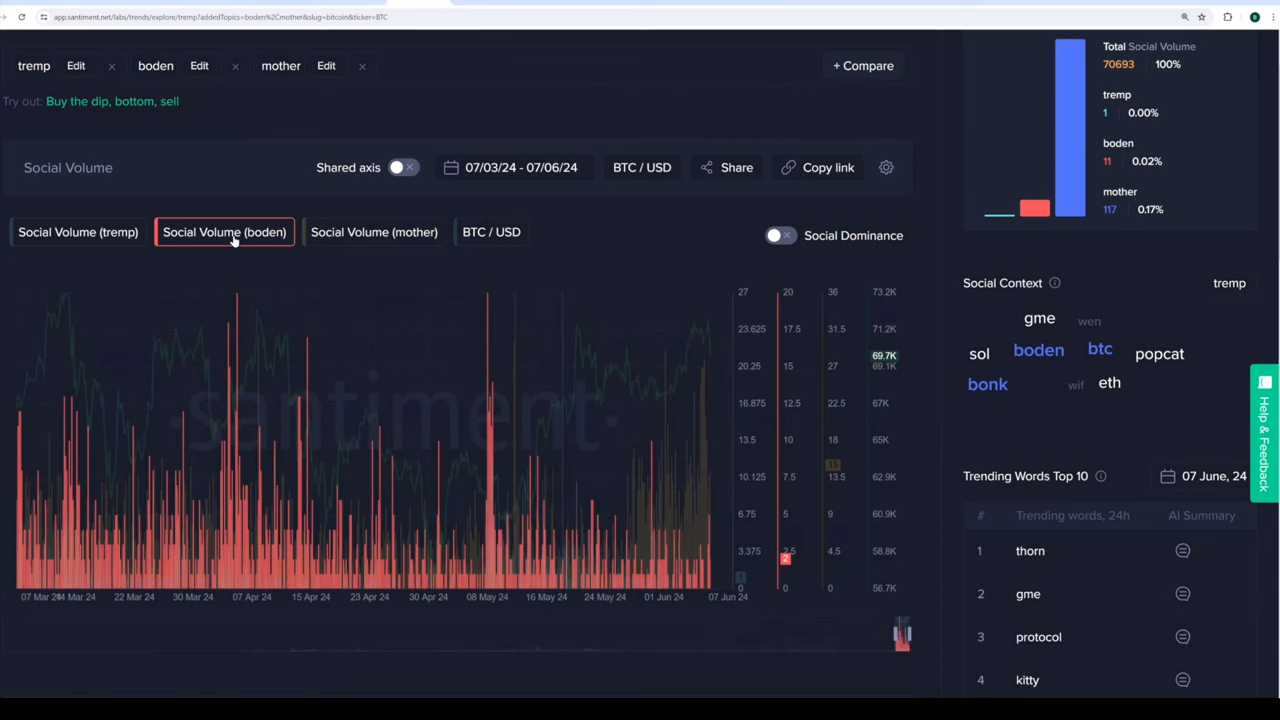 app.santiment.net/labs/trends/explore/tremp?addedTopics=boden%2Cmother&slug=bitcoin&ticker=BTC
B
tremp Edit × boden Edit × mother Edit × + Compare
Try out: Buy the dip, bottom, sell
Social Volume Shared axis 07/03/24 - 07/06/24 BTC / USD Share Copy link
Social Volume (tremp) Social Volume (boden) Social Volume (mother) BTC / USD Social Dominance
·santiment·
27 20 36 73.2K
23.625 17.5 31.5 71.2K
69.7K
20.25 15 27 69.1K
16.875 12.5 22.5 67K
13.5 10 18 65K
15
10.125 7.5 13.5 62.9K
6.75 5 9 60.9K
3.375 2.5 4.5 58.8K
2
1
0 0 0 56.7K
07 Mar 24 14 Mar 24 22 Mar 24 30 Mar 24 07 Apr 24 15 Apr 24 23 Apr 24 30 Apr 24 08 May 24 16 May 24 24 May 24 01 Jun 24 07 Jun 24
Total Social Volume
70693 100%
tremp
1 0.00%
boden
11 0.02%
mother
117 0.17%
Social Context tremp
gme wen
sol boden btc popcat
bonk wif eth
Help & Feedback
Trending Words Top 10 07 June, 24
# Trending words, 24h AI Summary
1 thorn
2 gme
3 protocol
4 kitty